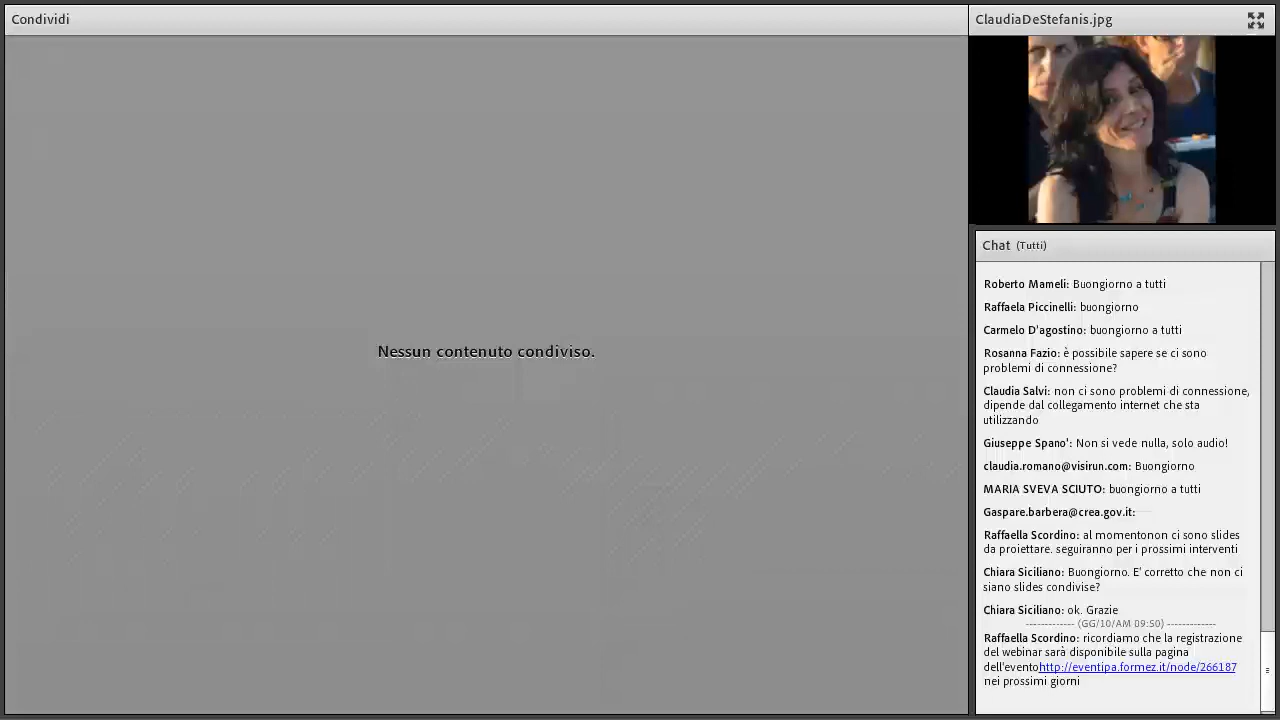 Condividi
ClaudiaDeStefanis.jpg
Nessun contenuto condiviso.
Chat (Tutti)
Roberto Mameli: Buongiorno a tutti
Raffaela Piccinelli: buongiorno
Carmelo D'agostino: buongiorno a tutti
Rosanna Fazio: è possibile sapere se ci sono
problemi di connessione?
Claudia Salvi: non ci sono problemi di connessione,
dipende dal collegamento internet che sta
utilizzando
Giuseppe Spano': Non si vede nulla, solo audio!
claudia.romano@visirun.com: Buongiorno
MARIA SVEVA SCIUTO: buongiorno a tutti
Gaspare.barbera@crea.gov.it:
Raffaella Scordino: al momentonon ci sono slides
da proiettare. seguiranno per i prossimi interventi
Chiara Siciliano: Buongiorno. E' corretto che non ci
siano slides condivise?
Chiara Siciliano: ok. Grazie
------------- (GG/10/AM 09:50) -------------
Raffaella Scordino: ricordiamo che la registrazione
del webinar sarà disponibile sulla pagina
dell'eventohttp://eventipa.formez.it/node/266187
nei prossimi giorni